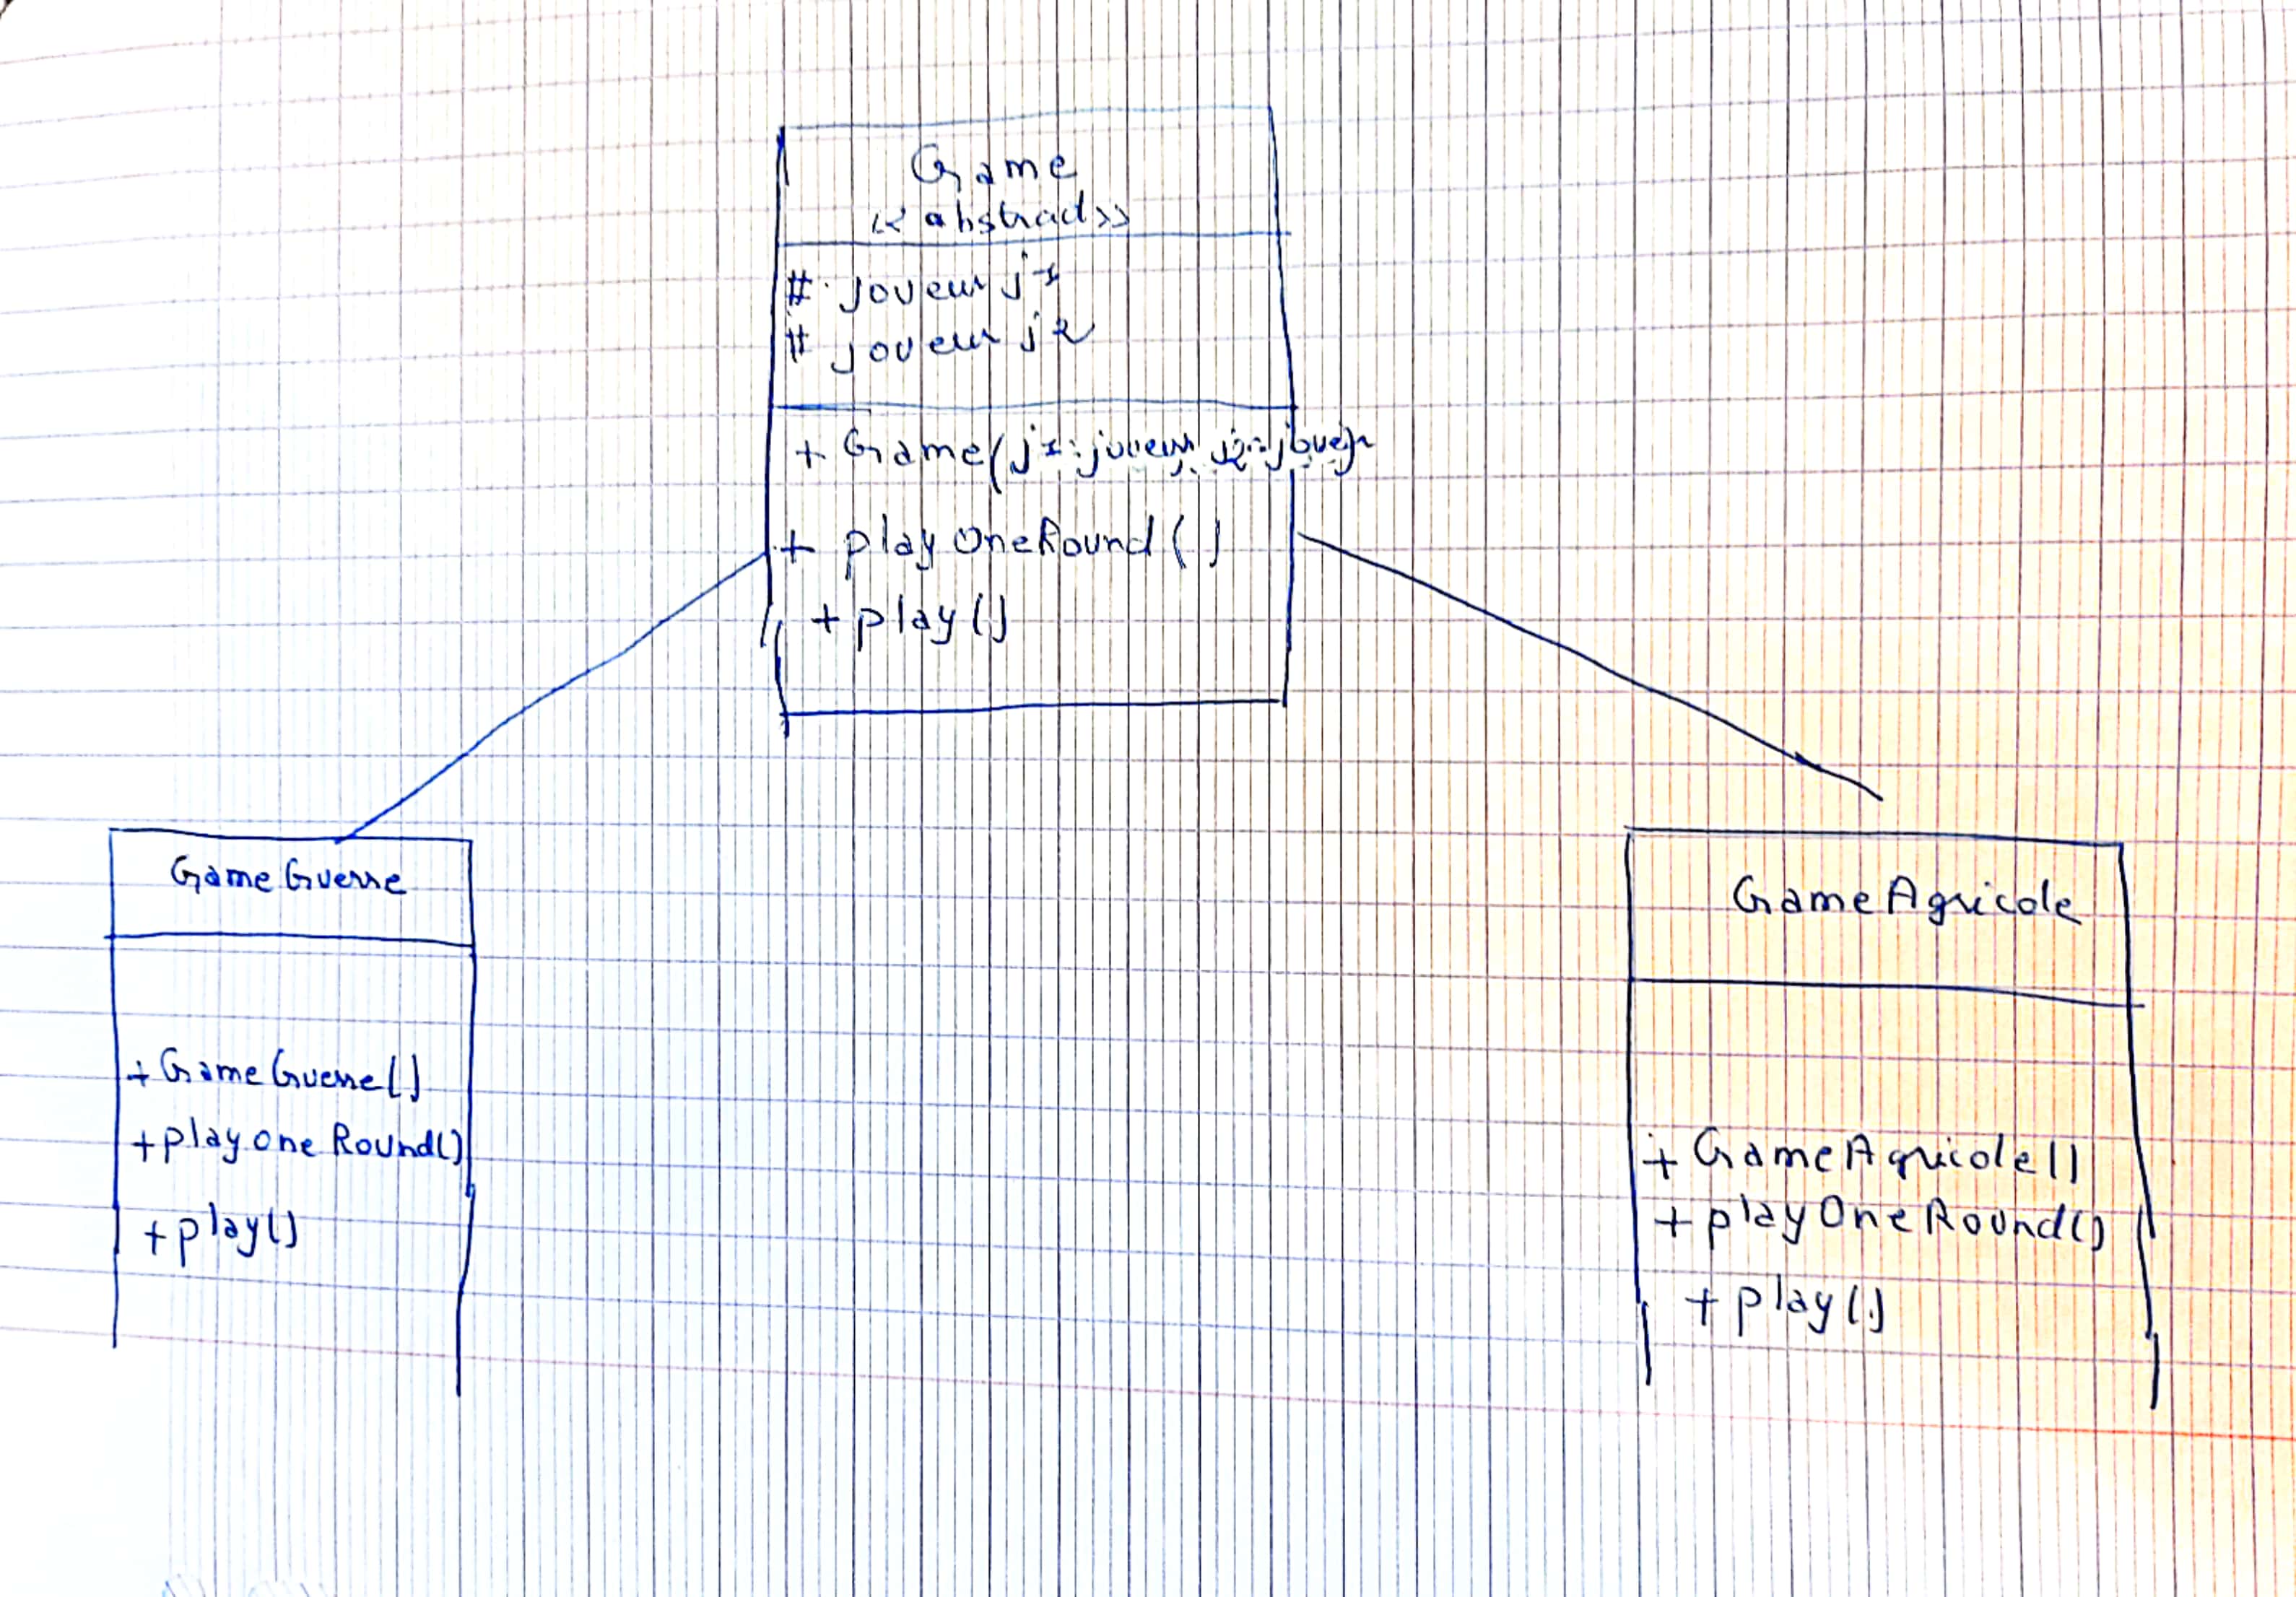 Game
<<abstract>>
# joueur j1
# joueur j2
+ Game(j1:joueur, j2:joueur)
+ playOneRound()
+ play()
GameGuerre
+ GameGuerre()
+ playoneRound()
+ play()
GameAgricole
+ GameAgricole()
+ playOneRound()
+ play()